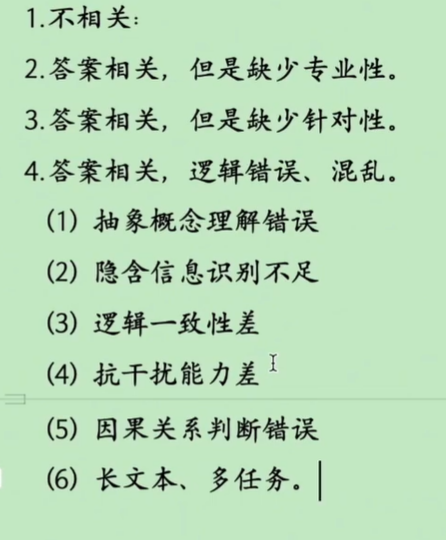 1.不相关：
2.答案相关，但是缺少专业性。
3.答案相关，但是缺少针对性。
4.答案相关，逻辑错误、混乱。
(1) 抽象概念理解错误
(2) 隐含信息识别不足
(3) 逻辑一致性差
(4) 抗干扰能力差
(5) 因果关系判断错误
(6) 长文本、多任务。